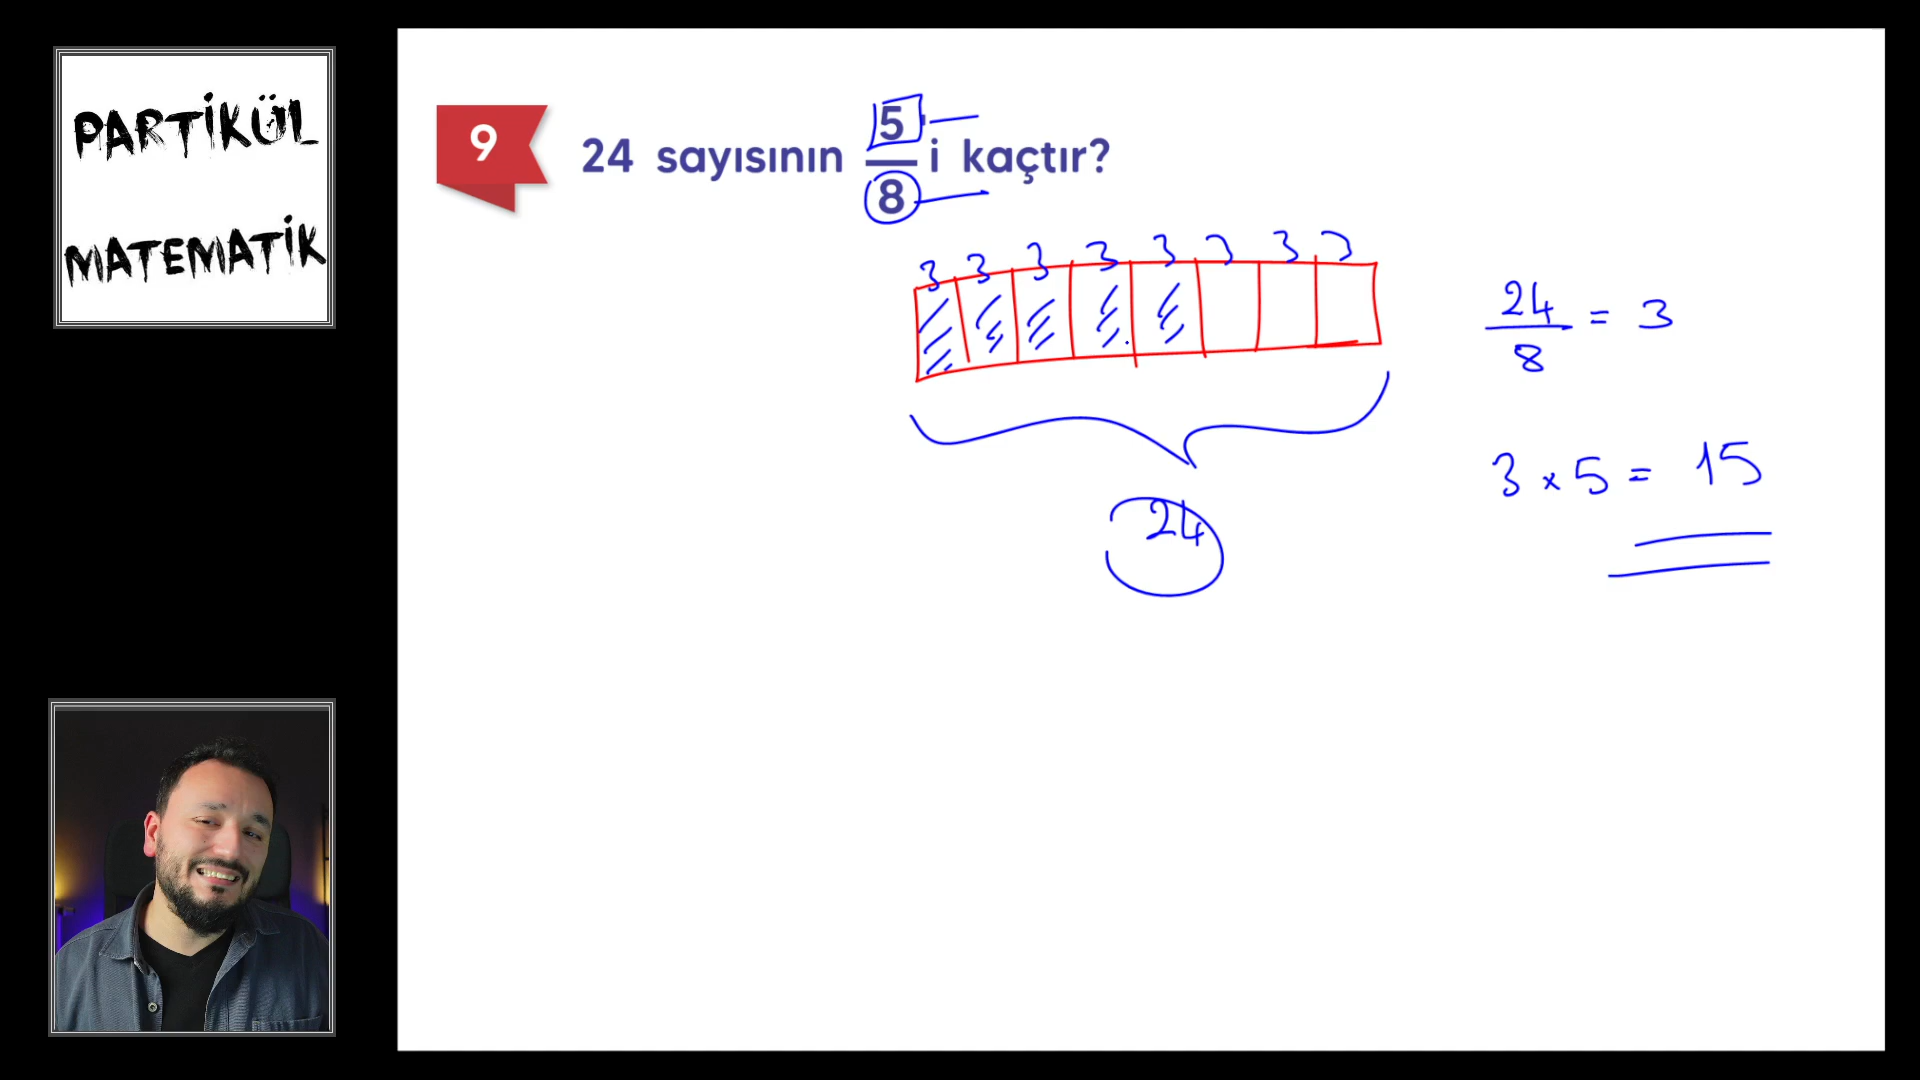 PARTİKÜL
MATEMATİK
9
24 sayısının 5/8 i kaçtır?
3 3 3 3 3 3 3 3
24
24/8 = 3
3 × 5 = 15